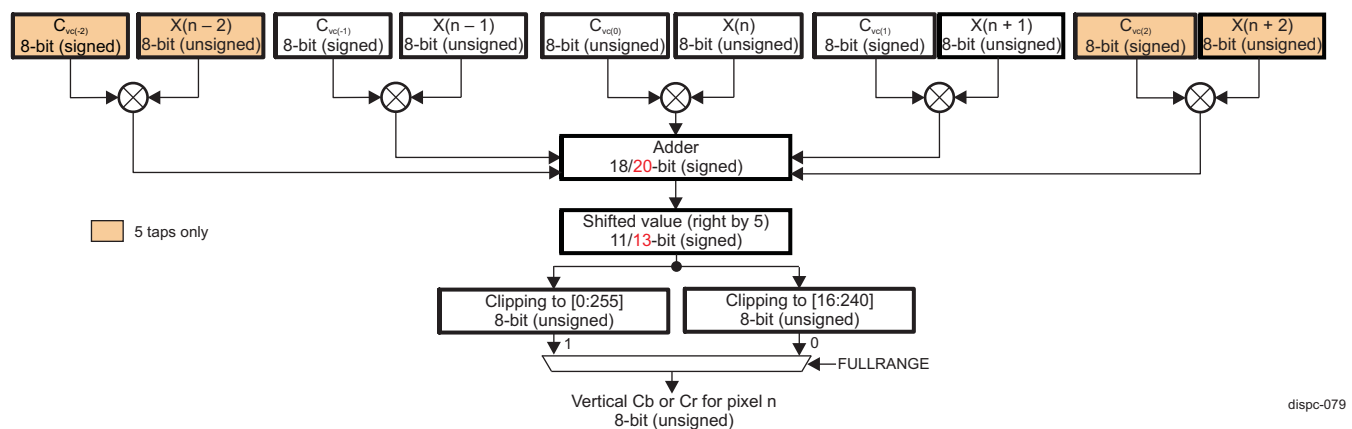 Cvc(-2) X(n – 2) Cvc(-1) X(n – 1) Cvc(0) X(n) Cvc(1) X(n + 1) Cvc(2) X(n + 2)
8-bit (signed) 8-bit (unsigned) 8-bit (signed) 8-bit (unsigned) 8-bit (unsigned) 8-bit (unsigned) 8-bit (signed) 8-bit (unsigned) 8-bit (signed) 8-bit (unsigned)
Adder
18/20-bit (signed)
5 taps only
Shifted value (right by 5)
11/13-bit (signed)
Clipping to [0:255] Clipping to [16:240]
8-bit (unsigned) 8-bit (unsigned)
1 0
FULLRANGE
Vertical Cb or Cr for pixel n
8-bit (unsigned)
dispc-079